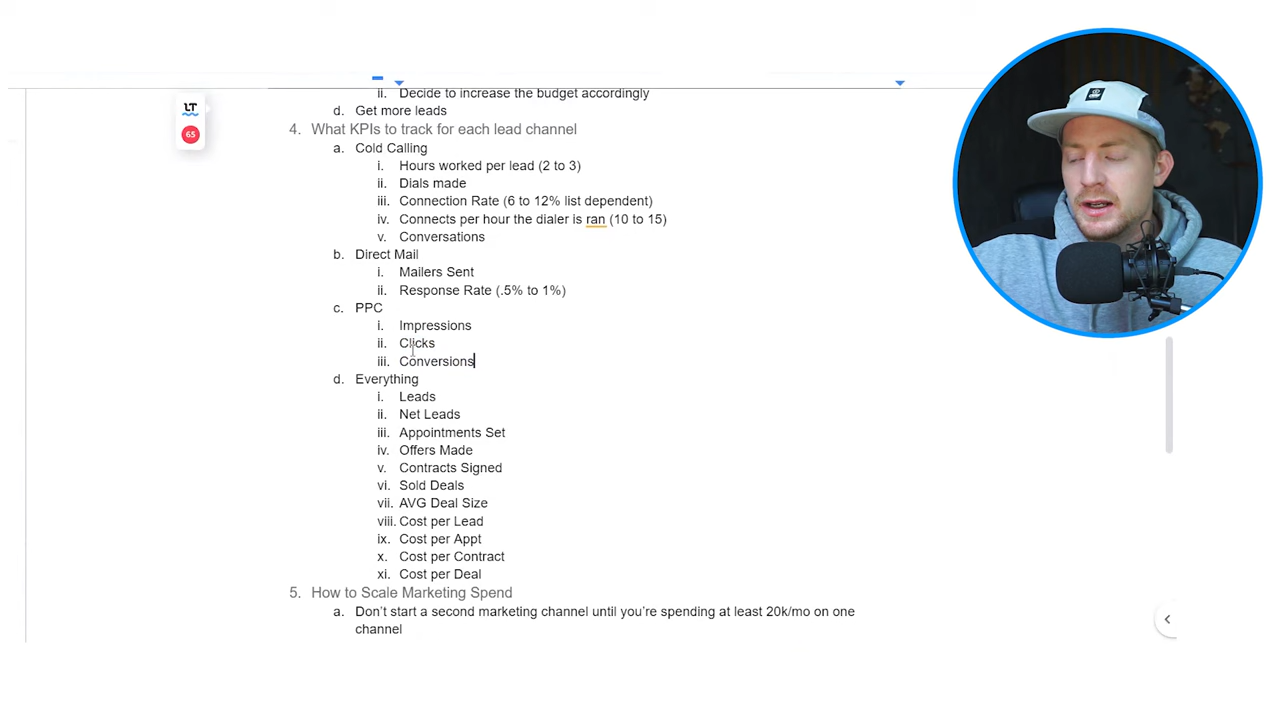 LT
65
ii. Decide to increase the budget accordingly
d. Get more leads
4. What KPIs to track for each lead channel
a. Cold Calling
i. Hours worked per lead (2 to 3)
ii. Dials made
iii. Connection Rate (6 to 12% list dependent)
iv. Connects per hour the dialer is ran (10 to 15)
v. Conversations
b. Direct Mail
i. Mailers Sent
ii. Response Rate (.5% to 1%)
c. PPC
i. Impressions
ii. Clicks
iii. Conversions
d. Everything
i. Leads
ii. Net Leads
iii. Appointments Set
iv. Offers Made
v. Contracts Signed
vi. Sold Deals
vii. AVG Deal Size
viii. Cost per Lead
ix. Cost per Appt
x. Cost per Contract
xi. Cost per Deal
5. How to Scale Marketing Spend
a. Don't start a second marketing channel until you're spending at least 20k/mo on one
channel